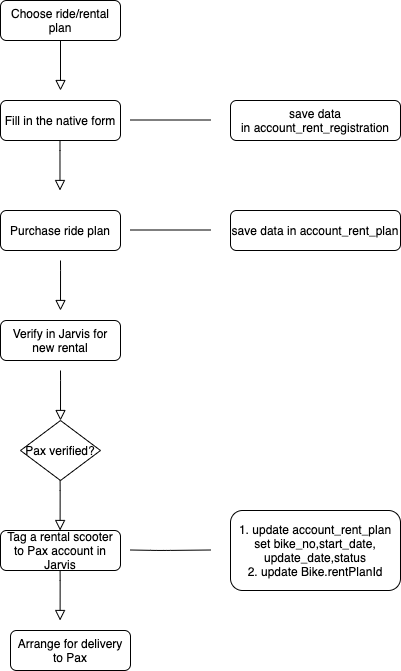 Choose ride/rental
plan
Fill in the native form
save data
in account_rent_registration
Purchase ride plan
save data in account_rent_plan
Verify in Jarvis for
new rental
Pax verified?
Tag a rental scooter
to Pax account in
Jarvis
1. update account_rent_plan
set bike_no,start_date,
update_date,status
2. update Bike.rentPlanId
Arrange for delivery
to Pax